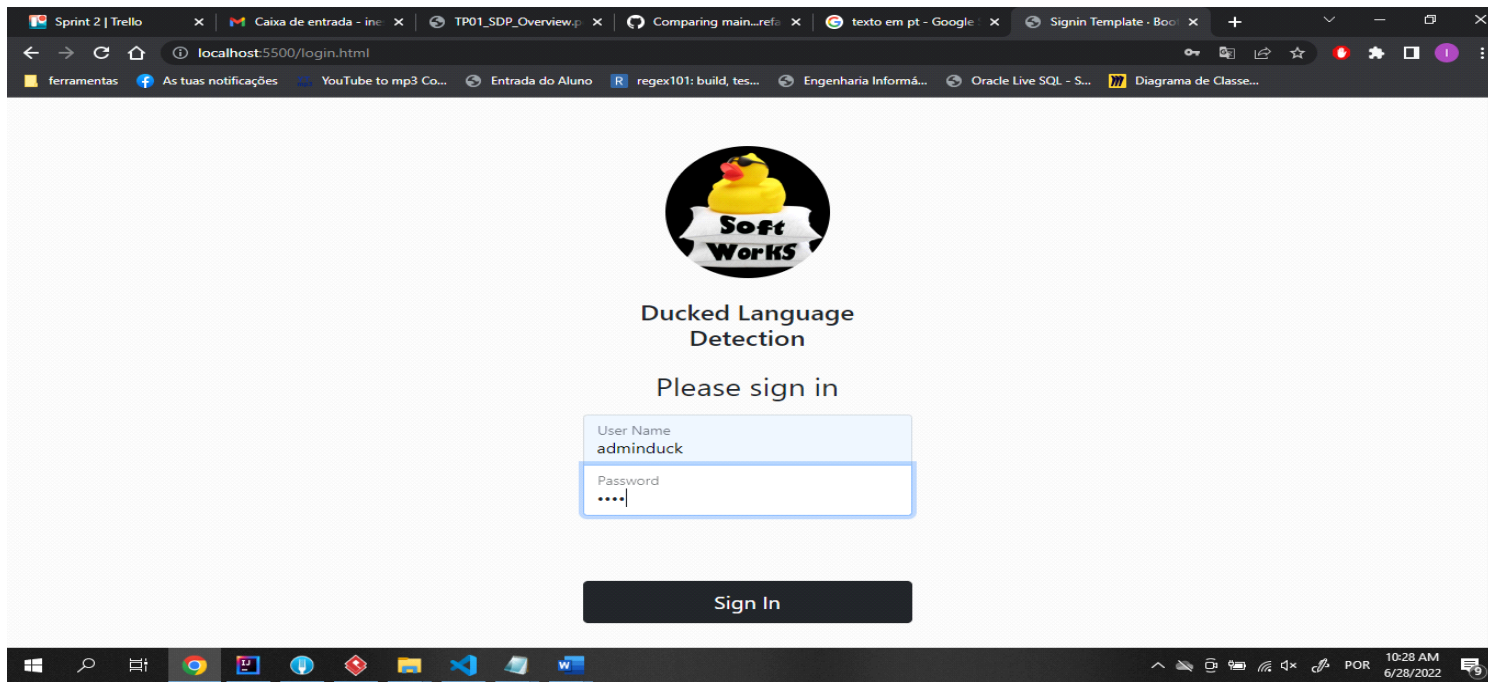 Sprint 2 | Trello
Caixa de entrada - ine
TP01_SDP_Overview.p
Comparing main...refa
texto em pt - Google
Signin Template · Boo
localhost:5500/login.html
I
ferramentas
As tuas notificações
YouTube to mp3 Co...
Entrada do Aluno
R
regex101: build, tes...
Engenharia Informá...
Oracle Live SQL - S...
Diagrama de Classe...
Soft
Works
Ducked Language
Detection
Please sign in
User Name
adminduck
Password
••••
Sign In
POR
10:28 AM
6/28/2022
9